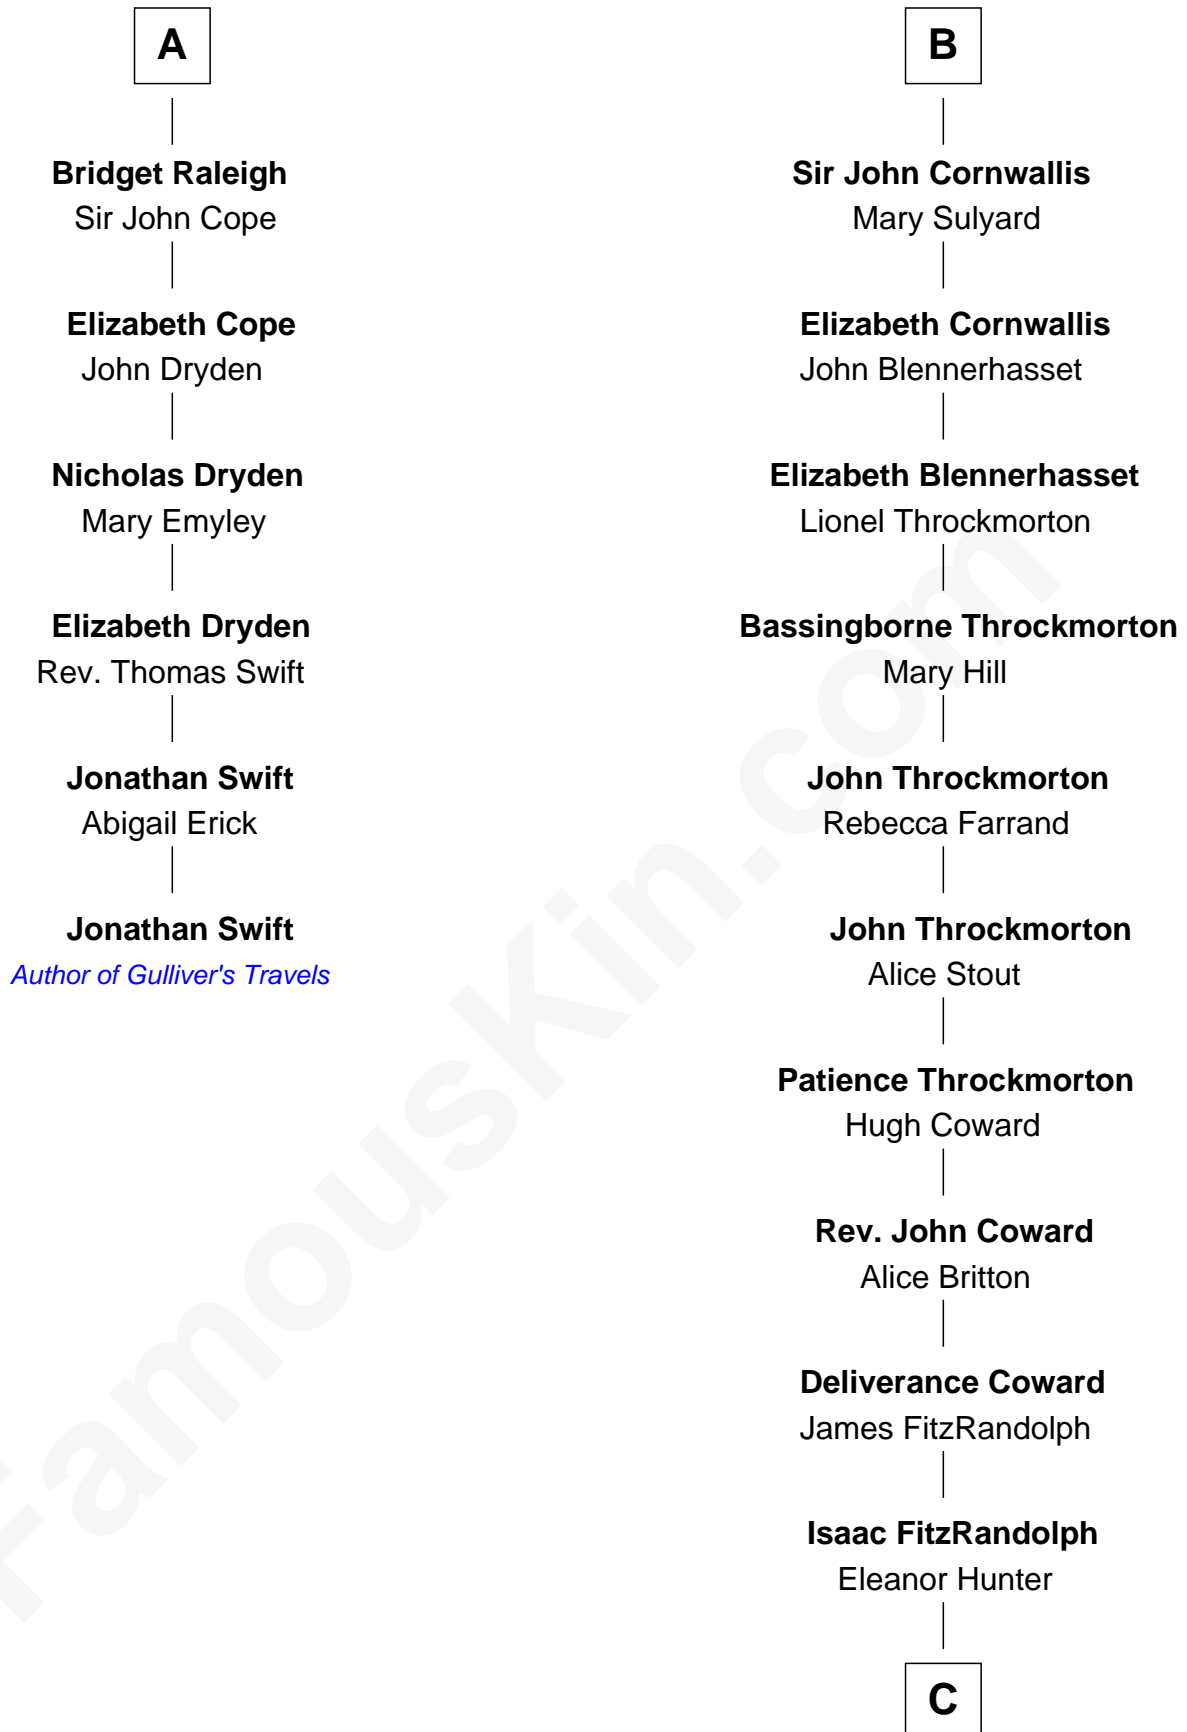 A
Bridget Raleigh
Sir John Cope
Elizabeth Cope
John Dryden
Nicholas Dryden
Mary Emyley
Elizabeth Dryden
Rev. Thomas Swift
Jonathan Swift
Abigail Erick
Jonathan Swift
Author of Gulliver's Travels
B
Sir John Cornwallis
Mary Sulyard
Elizabeth Cornwallis
John Blennerhasset
Elizabeth Blennerhasset
Lionel Throckmorton
Bassingborne Throckmorton
Mary Hill
John Throckmorton
Rebecca Farrand
John Throckmorton
Alice Stout
Patience Throckmorton
Hugh Coward
Rev. John Coward
Alice Britton
Deliverance Coward
James FitzRandolph
Isaac FitzRandolph
Eleanor Hunter
C
FamousKin.com